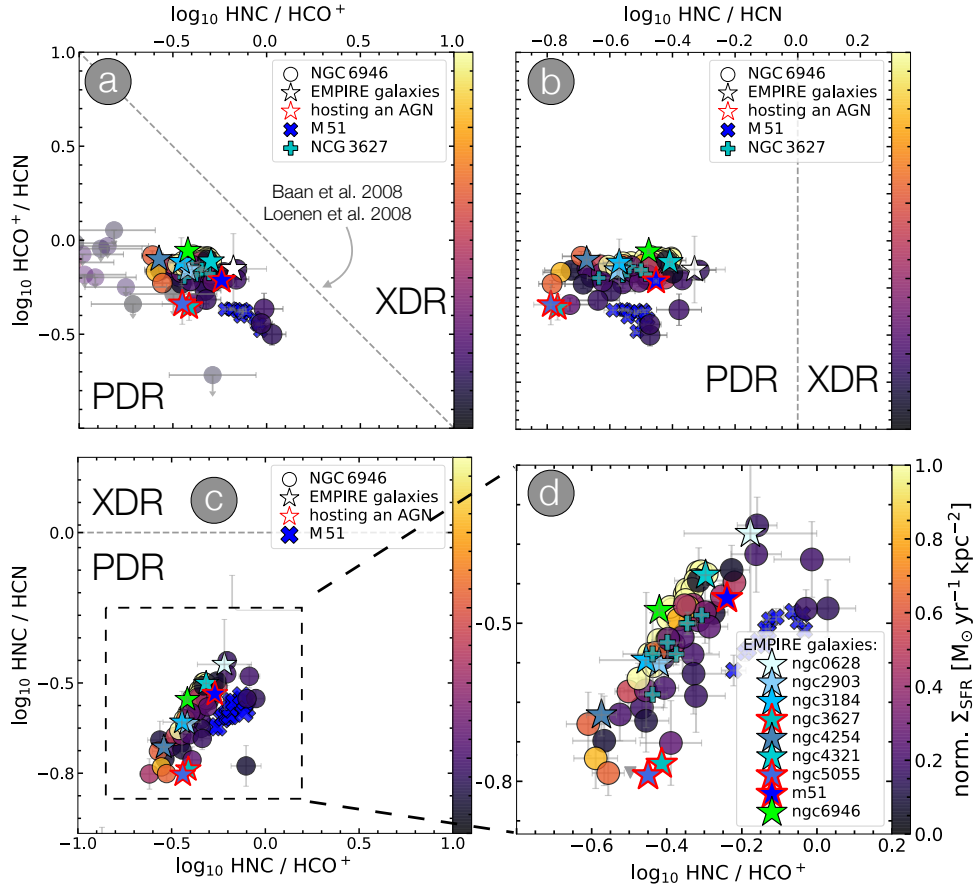 log₁₀ HNC / HCO⁺
−0.8 −0.4 0.0 0.4 0.8
1.0
0.5
0.0
−0.5
log₁₀ HCO⁺ / HCN
a
NGC 6946
EMPIRE galaxies
hosting an AGN
M 51
NCG 3627
Baan et al. 2008
Loenen et al. 2008
XDR
PDR
log₁₀ HNC / HCN
−0.8 −0.6 −0.4 −0.2 0.0 0.2
b
NGC 6946
EMPIRE galaxies
hosting an AGN
M 51
NGC 3627
PDR
XDR
0.0
−0.5
−0.8
log₁₀ HNC / HCN
XDR
PDR
c
NGC 6946
EMPIRE galaxies
hosting an AGN
M 51
−1.0 −0.5 0.0 0.5 1.0
log₁₀ HNC / HCO⁺
d
-0.5
-0.8
EMPIRE galaxies:
ngc0628
ngc2903
ngc3184
ngc3627
ngc4254
ngc4321
ngc5055
m51
ngc6946
−0.6 −0.4 −0.2 0.0 0.2
log₁₀ HNC / HCO⁺
1.0
0.8
0.6
0.4
0.2
0.0
norm. Σ_SFR [M_⊙ yr⁻¹ kpc⁻²]